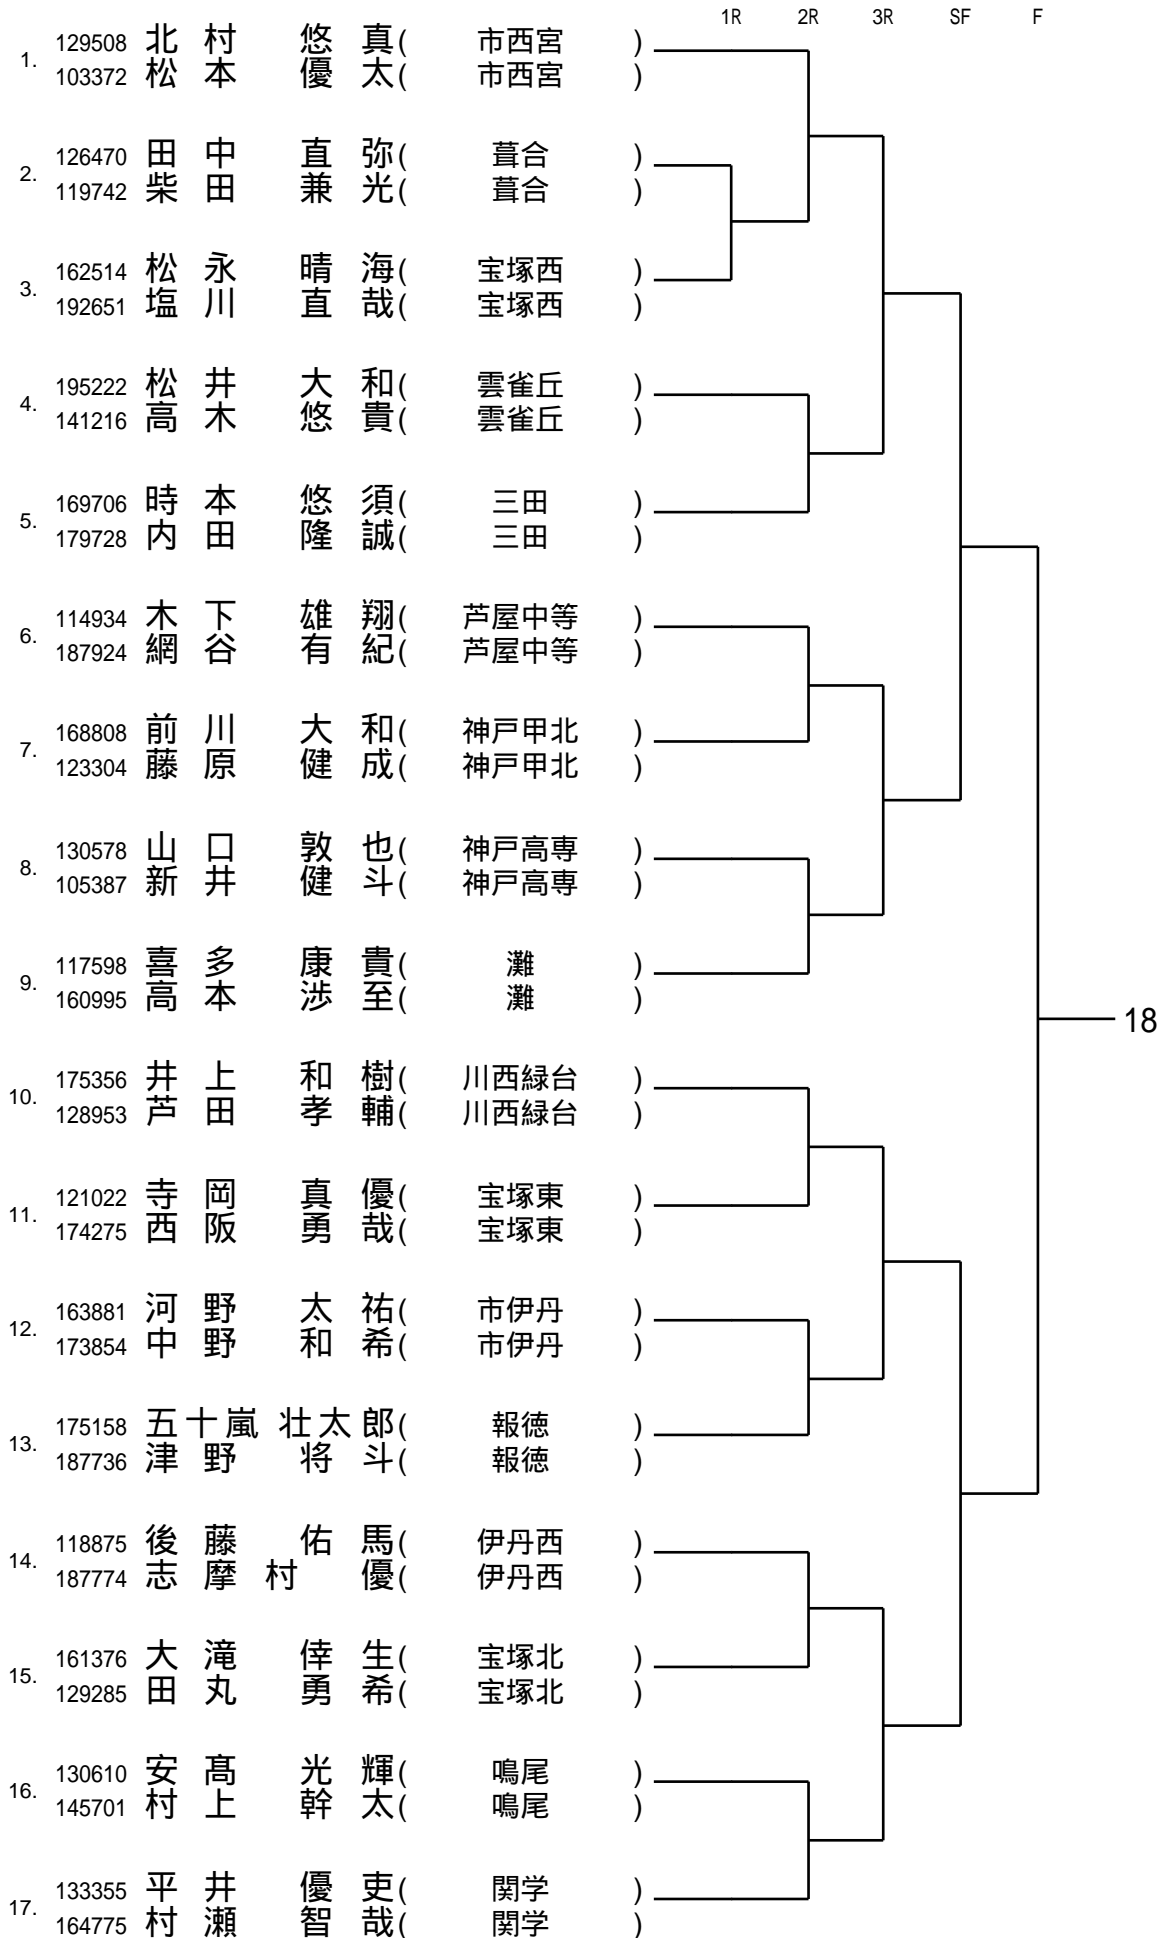 1R 2R 3R SF F
1. 129508 北村 悠真( 市西宮 )
103372 松本 優太( 市西宮 )
2. 126470 田中 直弥( 葺合 )
119742 柴田 兼光( 葺合 )
3. 162514 松永 晴海( 宝塚西 )
192651 塩川 直哉( 宝塚西 )
4. 195222 松井 大和( 雲雀丘 )
141216 高木 悠貴( 雲雀丘 )
5. 169706 時本 悠須( 三田 )
179728 内田 隆誠( 三田 )
6. 114934 木下 雄翔( 芦屋中等 )
187924 網谷 有紀( 芦屋中等 )
7. 168808 前川 大和( 神戸甲北 )
123304 藤原 健成( 神戸甲北 )
8. 130578 山口 敦也( 神戸高専 )
105387 新井 健斗( 神戸高専 )
9. 117598 喜多 康貴( 灘 )
160995 高本 渉至( 灘 )
18
10. 175356 井上 和樹( 川西緑台 )
128953 芦田 孝輔( 川西緑台 )
11. 121022 寺岡 真優( 宝塚東 )
174275 西阪 勇哉( 宝塚東 )
12. 163881 河野 太祐( 市伊丹 )
173854 中野 和希( 市伊丹 )
13. 175158 五十嵐 壮太郎( 報徳 )
187736 津野 将斗( 報徳 )
14. 118875 後藤 佑馬( 伊丹西 )
187774 志摩村 優( 伊丹西 )
15. 161376 大滝 倖生( 宝塚北 )
129285 田丸 勇希( 宝塚北 )
16. 130610 安髙 光輝( 鳴尾 )
145701 村上 幹太( 鳴尾 )
17. 133355 平井 優吏( 関学 )
164775 村瀬 智哉( 関学 )